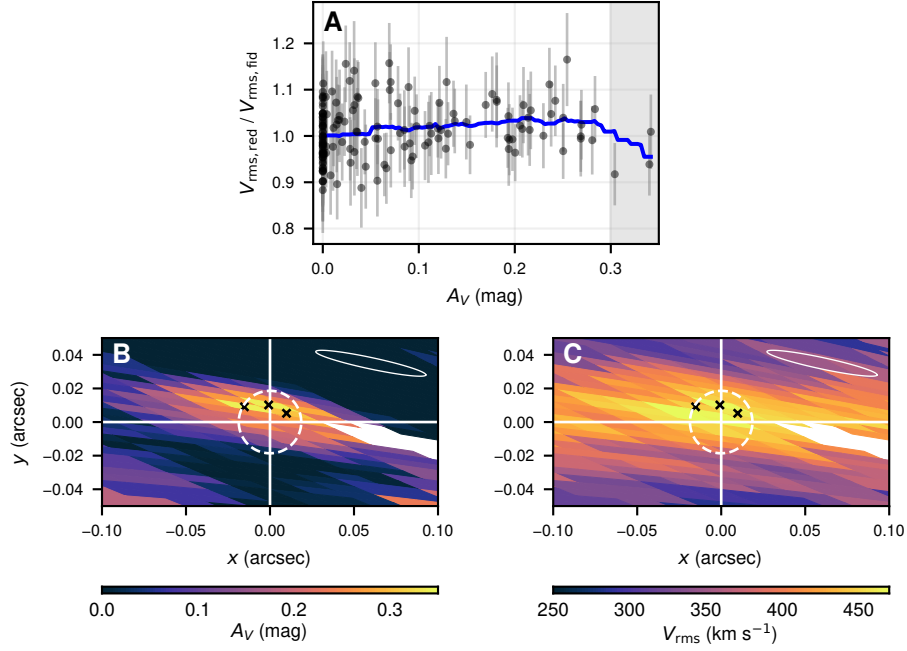 A
1.2
1.1
1.0
0.9
0.8
V_rms,red / V_rms,fid
0.0 0.1 0.2 0.3
A_V (mag)
B
0.04
0.02
0.00
−0.02
−0.04
y (arcsec)
−0.10 −0.05 0.00 0.05 0.10
x (arcsec)
0.0 0.1 0.2 0.3
A_V (mag)
C
0.04
0.02
0.00
−0.02
−0.04
−0.10 −0.05 0.00 0.05 0.10
x (arcsec)
250 300 350 400 450
V_rms (km s⁻¹)